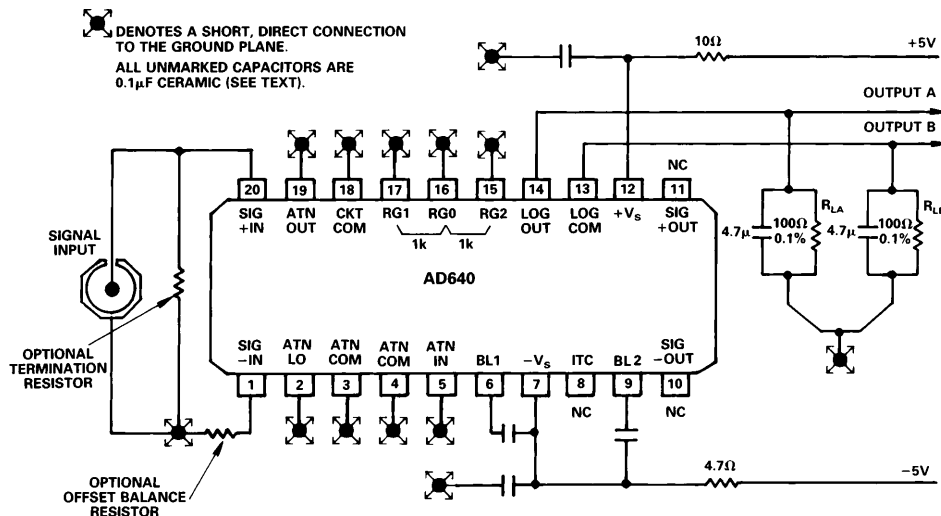 DENOTES A SHORT, DIRECT CONNECTION
TO THE GROUND PLANE.
ALL UNMARKED CAPACITORS ARE
0.1µF CERAMIC (SEE TEXT).
10Ω
+5V
OUTPUT A
OUTPUT B
NC
20 19 18 17 16 15 14 13 12 11
SIG +IN
ATN OUT
CKT COM
RG1
RG0
RG2
LOG OUT
LOG COM
+VS
SIG +OUT
1k 1k
RLA
4.7µ
100Ω
0.1%
RL
4.7µ
100Ω
0.1%
SIGNAL
INPUT
AD640
OPTIONAL
TERMINATION
RESISTOR
SIG –IN
ATN LO
ATN COM
ATN COM
ATN IN
BL1
–VS
ITC
BL2
SIG –OUT
1 2 3 4 5 6 7 8 9 10
NC
NC
4.7Ω
–5V
OPTIONAL
OFFSET BALANCE
RESISTOR